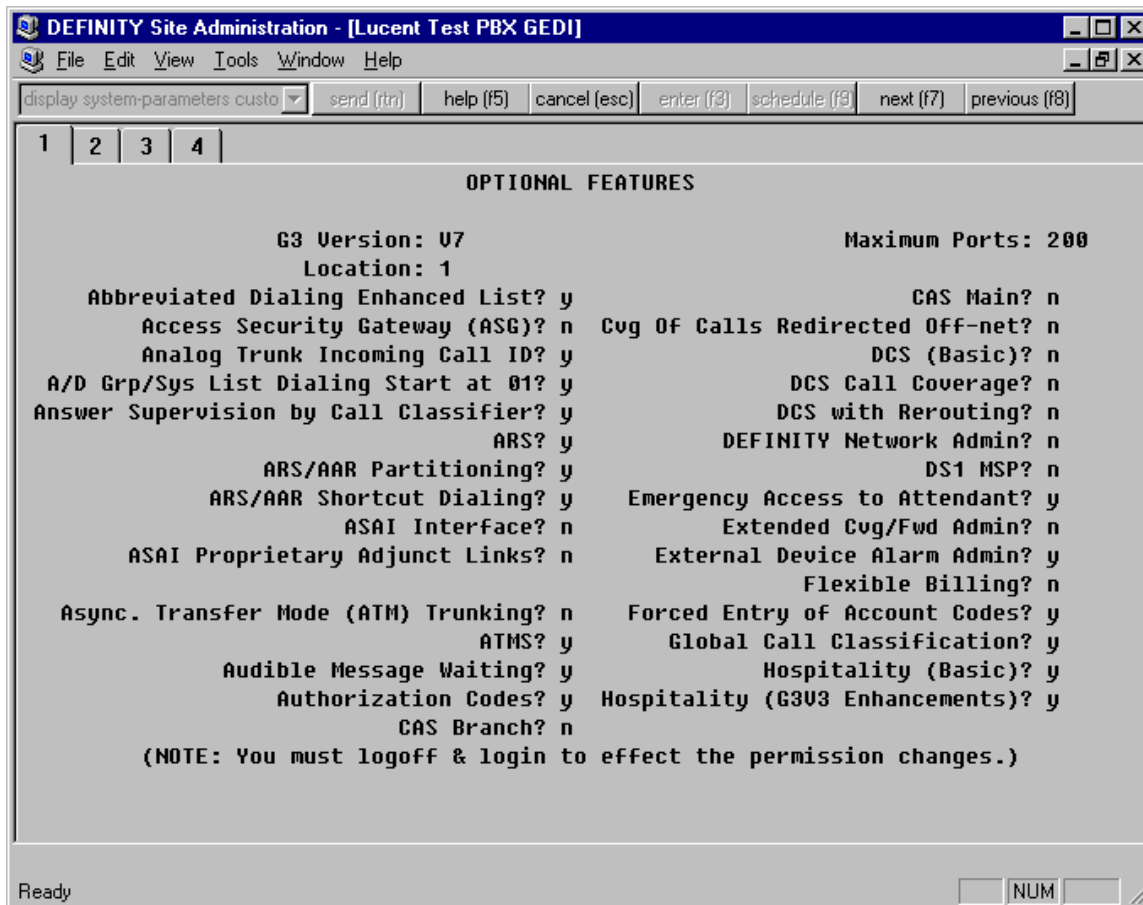 DEFINITY Site Administration - [Lucent Test PBX GEDI]
File Edit View Tools Window Help
display system-parameters custo send (rtn) help (f5) cancel (esc) enter (f3) schedule (f9) next (f7) previous (f8)
1 2 3 4
OPTIONAL FEATURES
G3 Version: V7 Maximum Ports: 200
Location: 1
Abbreviated Dialing Enhanced List? y CAS Main? n
Access Security Gateway (ASG)? n Cvg Of Calls Redirected Off-net? n
Analog Trunk Incoming Call ID? y DCS (Basic)? n
A/D Grp/Sys List Dialing Start at 01? y DCS Call Coverage? n
Answer Supervision by Call Classifier? y DCS with Rerouting? n
ARS? y DEFINITY Network Admin? n
ARS/AAR Partitioning? y DS1 MSP? n
ARS/AAR Shortcut Dialing? y Emergency Access to Attendant? y
ASAI Interface? n Extended Cvg/Fwd Admin? n
ASAI Proprietary Adjunct Links? n External Device Alarm Admin? y
Flexible Billing? n
Async. Transfer Mode (ATM) Trunking? n Forced Entry of Account Codes? y
ATMS? y Global Call Classification? y
Audible Message Waiting? y Hospitality (Basic)? y
Authorization Codes? y Hospitality (G3V3 Enhancements)? y
CAS Branch? n
(NOTE: You must logoff & login to effect the permission changes.)
Ready NUM